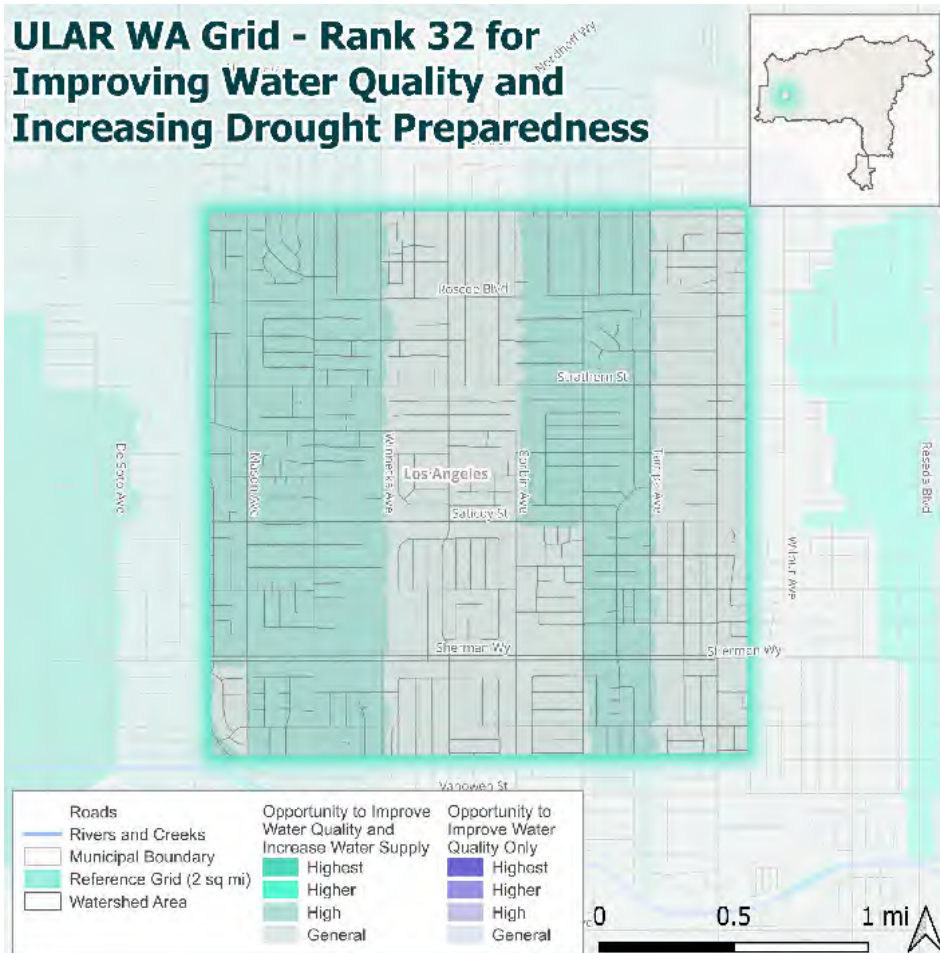 ULAR WA Grid - Rank 32 for
Improving Water Quality and
Increasing Drought Preparedness
Nordhoff Wy
Roscoe Blvd
Strathern St
De Soto Ave
Mason Ave
Winnetka Ave
Los Angeles
Corbin Ave
Tampa Ave
Reseda Blvd
Saticoy St
Wilbur Ave
Sherman Wy
Sherman Wy
Vanowen St
Roads
Rivers and Creeks
Municipal Boundary
Reference Grid (2 sq mi)
Watershed Area
Opportunity to Improve
Water Quality and
Increase Water Supply
Highest
Higher
High
General
Opportunity to
Improve Water
Quality Only
Highest
Higher
High
General
0 0.5 1 mi